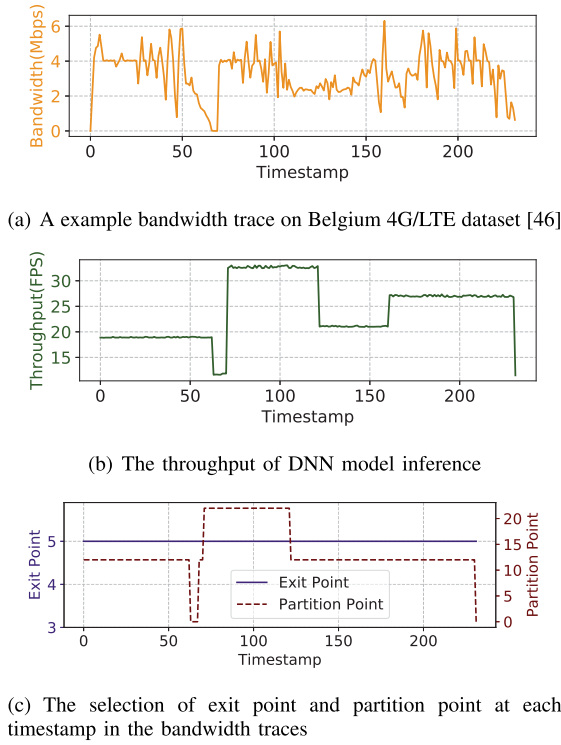 6
4
2
0
Bandwidth(Mbps)
0
50
100
150
200
Timestamp
(a) A example bandwidth trace on Belgium 4G/LTE dataset [46]
30
25
20
15
Throughput(FPS)
0
50
100
150
200
Timestamp
(b) The throughput of DNN model inference
5
4
3
Exit Point
20
15
10
5
0
Partition Point
Exit Point
Partition Point
0
50
100
150
200
Timestamp
(c) The selection of exit point and partition point at each
timestamp in the bandwidth traces